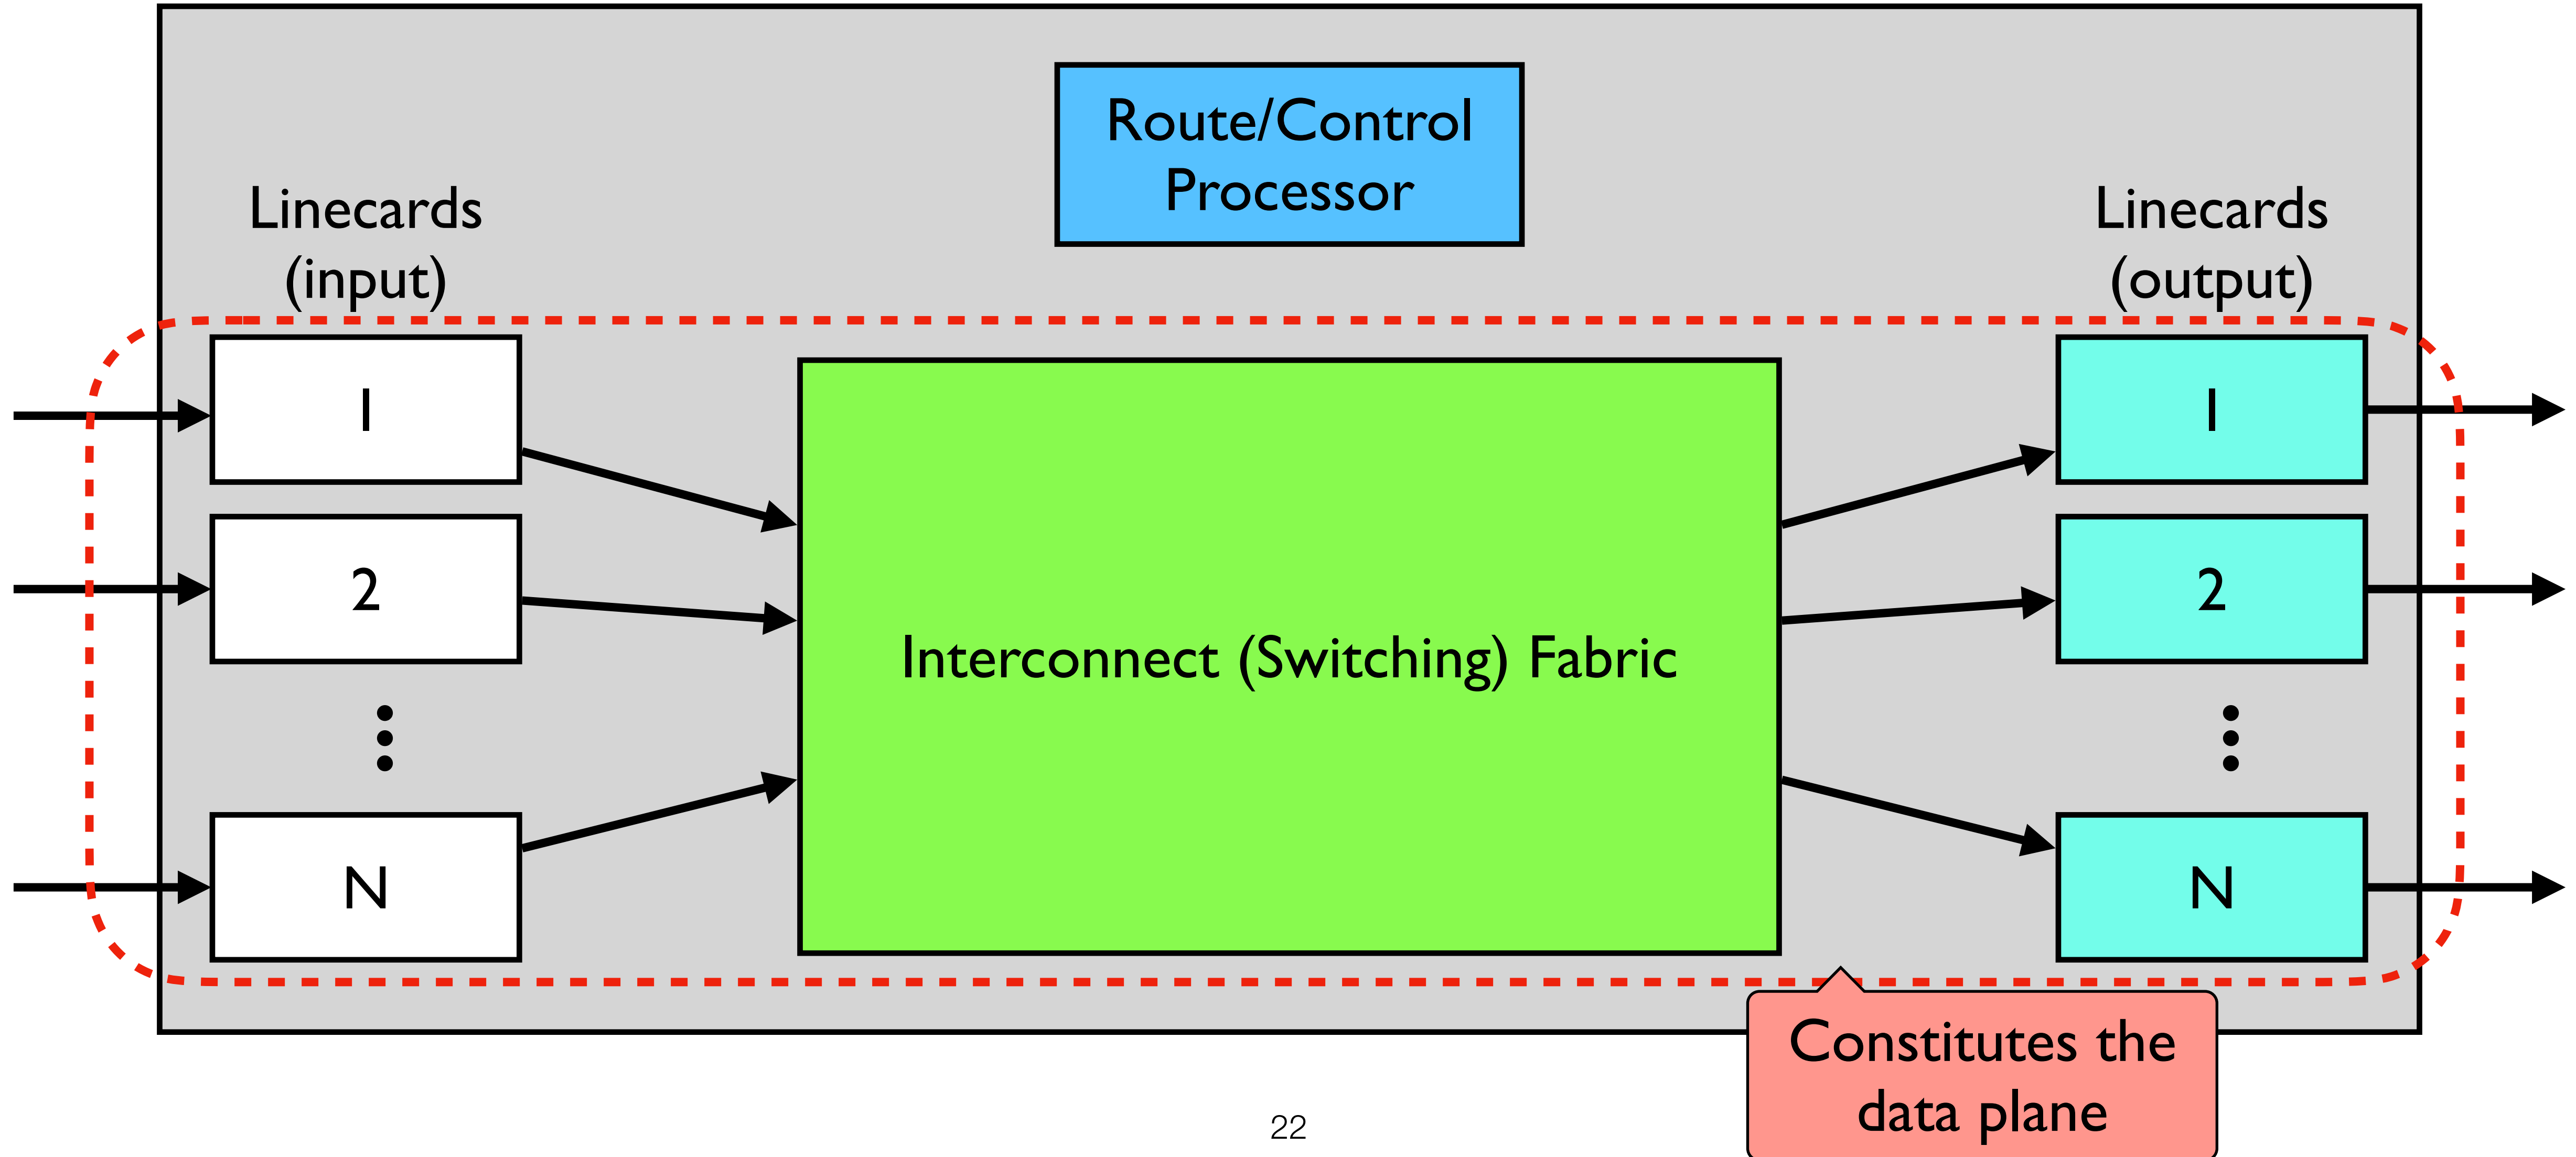 Route/Control
Processor
Linecards
(input)
Linecards
(output)
1
2
N
Interconnect (Switching) Fabric
1
2
N
Constitutes the
data plane
22